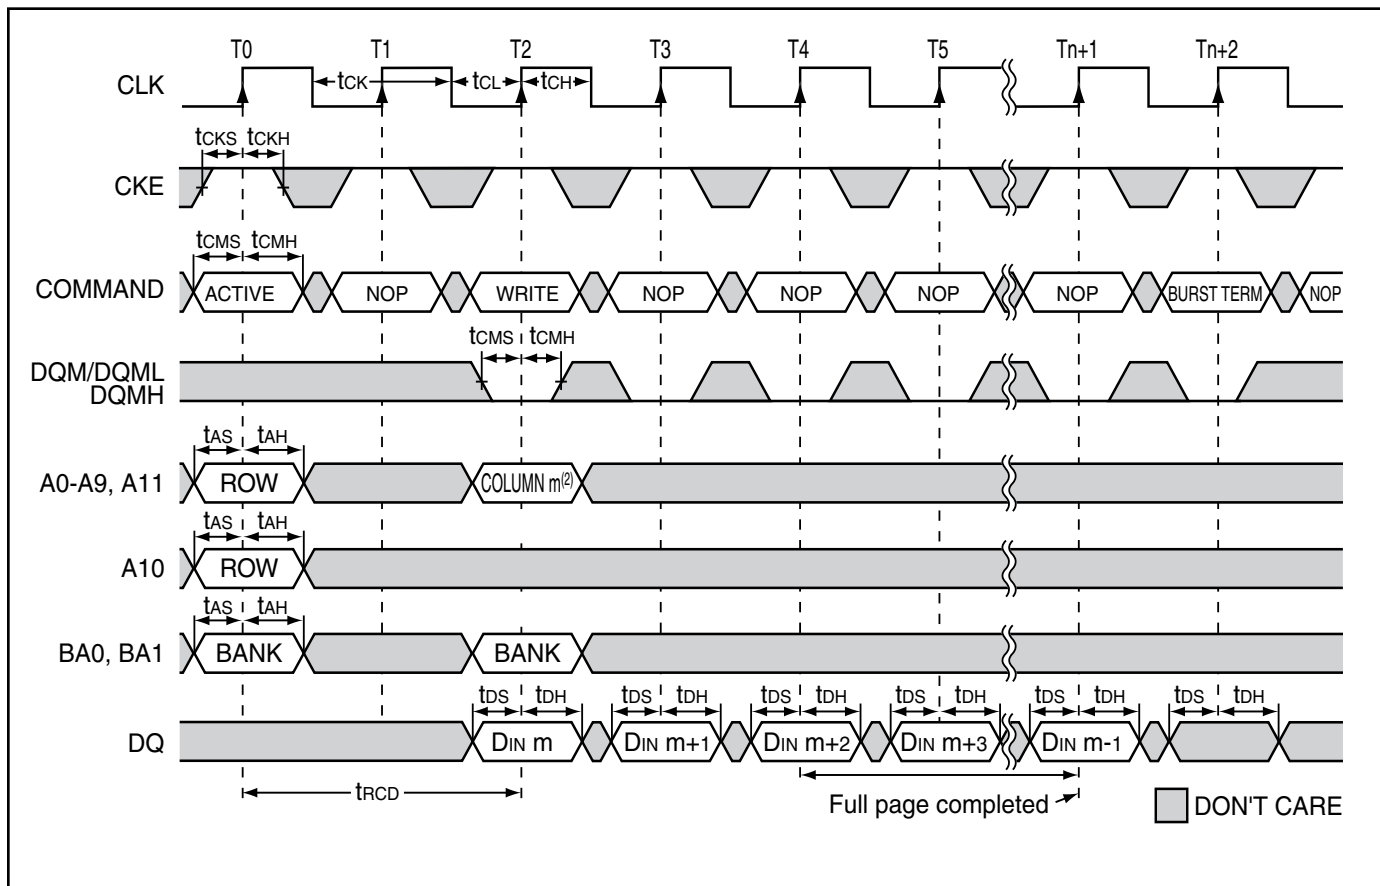 T0 T1 T2 T3 T4 T5 Tn+1 Tn+2
CLK tCK tCL tCH
tCKS tCKH
CKE
tCMS tCMH
COMMAND ACTIVE NOP WRITE NOP NOP NOP NOP BURST TERM NOP
tCMS tCMH
DQM/DQML
DQMH
tAS tAH
A0-A9, A11 ROW COLUMN m(2)
tAS tAH
A10 ROW
tAS tAH
BA0, BA1 BANK BANK
tDS tDH tDS tDH tDS tDH tDS tDH tDS tDH tDS tDH
DQ DIN m DIN m+1 DIN m+2 DIN m+3 DIN m-1
tRCD
Full page completed DON'T CARE